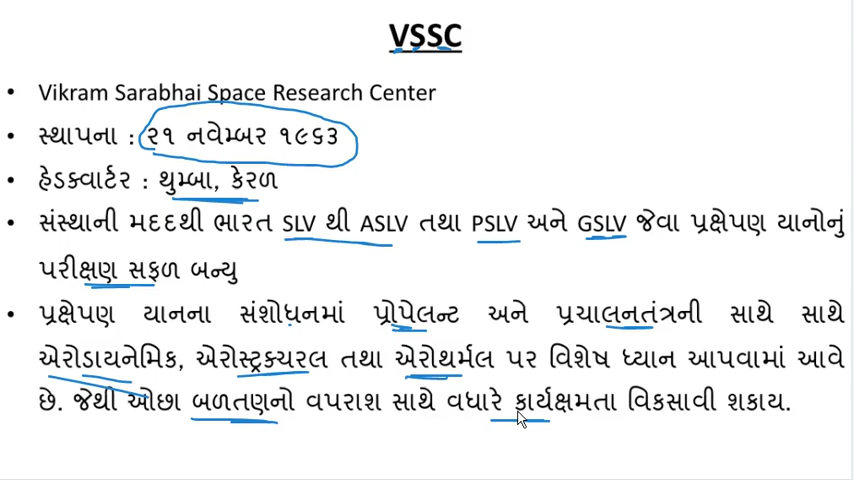 VSSC
• Vikram Sarabhai Space Research Center
• સ્થાપના : ૨૧ નવેમ્બર ૧૯૬૩
• હેડક્વાર્ટર : થુમ્બા, કેરળ
• સંસ્થાની મદદથી ભારત SLV થી ASLV તથા PSLV અને GSLV જેવા પ્રક્ષેપણ યાનોનું
પરીક્ષણ સફળ બન્યુ
• પ્રક્ષેપણ યાનના સંશોધનમાં પ્રોપેલન્ટ અને પ્રચાલનતંત્રની સાથે સાથે
એરોડાયનેમિક, એરોસ્ટ્રક્ચરલ તથા એરોથર્મલ પર વિશેષ ધ્યાન આપવામાં આવે
છે. જેથી ઓછા બળતણનો વપરાશ સાથે વધારે કાર્યક્ષમતા વિકસાવી શકાય.